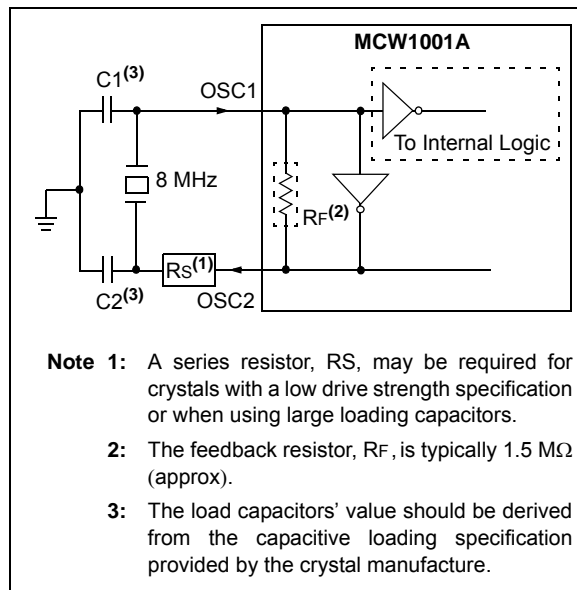 MCW1001A
C1(3)
OSC1
To Internal Logic
8 MHz
RF(2)
RS(1)
C2(3)
OSC2
Note 1: A series resistor, RS, may be required for
crystals with a low drive strength specification
or when using large loading capacitors.
2: The feedback resistor, RF, is typically 1.5 MΩ
(approx).
3: The load capacitors' value should be derived
from the capacitive loading specification
provided by the crystal manufacture.